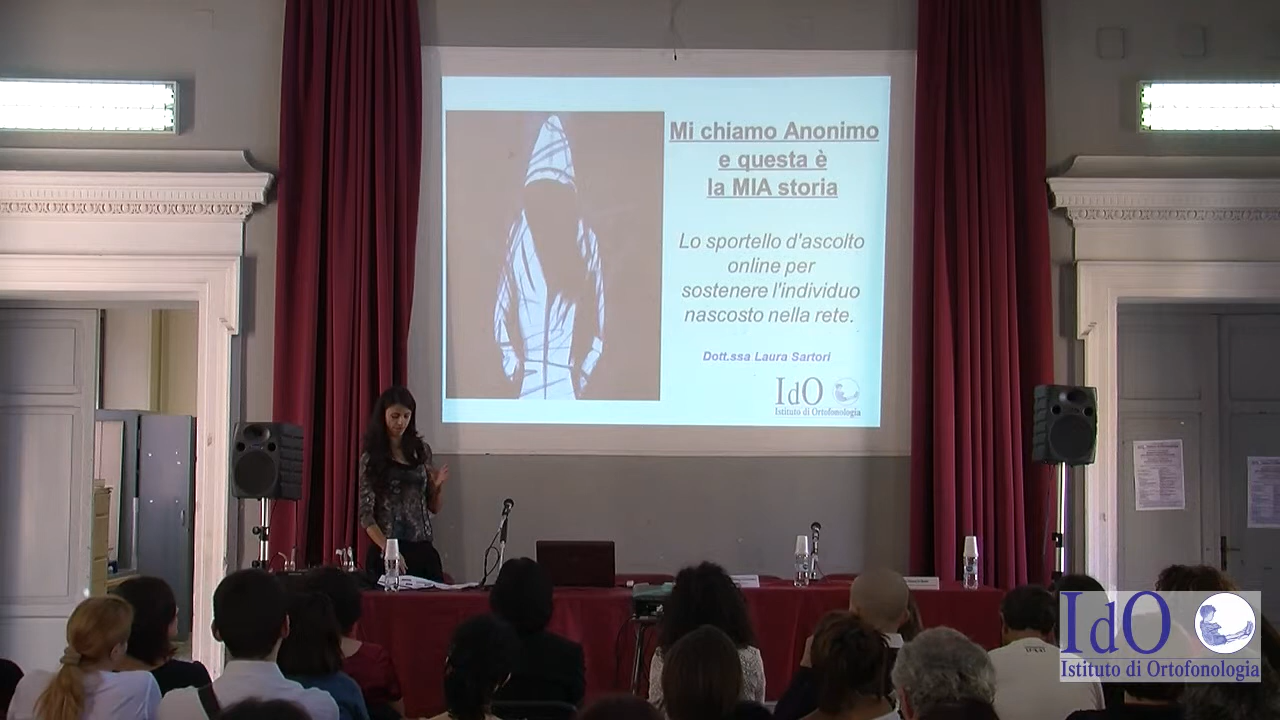 Mi chiamo Anonimo
e questa è
la MIA storia
Lo sportello d'ascolto
online per
sostenere l'individuo
nascosto nella rete.
Dott.ssa Laura Sartori
IdO
Istituto di Ortofonologia
IdO
Istituto di Ortofonologia